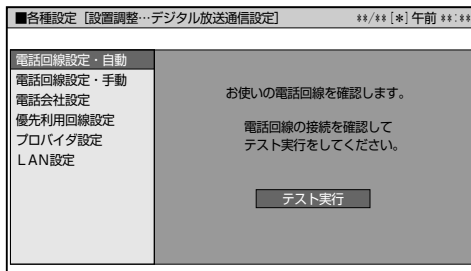 ■各種設定［設置調整…デジタル放送通信設定］ **/**[*]午前**:**
電話回線設定・自動
電話回線設定・手動
電話会社設定
優先利用回線設定
プロバイダ設定
ＬＡＮ設定
お使いの電話回線を確認します。
電話回線の接続を確認して
テスト実行をしてください。
テスト実行